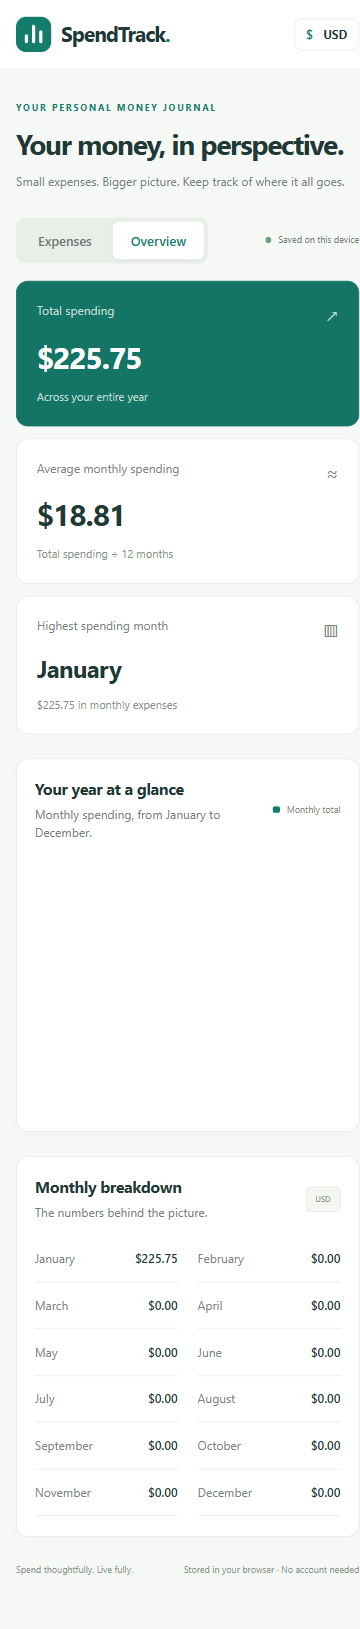 SpendTrack.
$ USD
YOUR PERSONAL MONEY JOURNAL
Your money, in perspective.
Small expenses. Bigger picture. Keep track of where it all goes.
Expenses Overview Saved on this device
Total spending ↗
$225.75
Across your entire year
Average monthly spending ≈
$18.81
Total spending ÷ 12 months
Highest spending month ▥
January
$225.75 in monthly expenses
Your year at a glance
Monthly spending, from January to
December.
Monthly total
Monthly breakdown
The numbers behind the picture.
USD
January $225.75 February $0.00
March $0.00 April $0.00
May $0.00 June $0.00
July $0.00 August $0.00
September $0.00 October $0.00
November $0.00 December $0.00
Spend thoughtfully. Live fully. Stored in your browser · No account needed